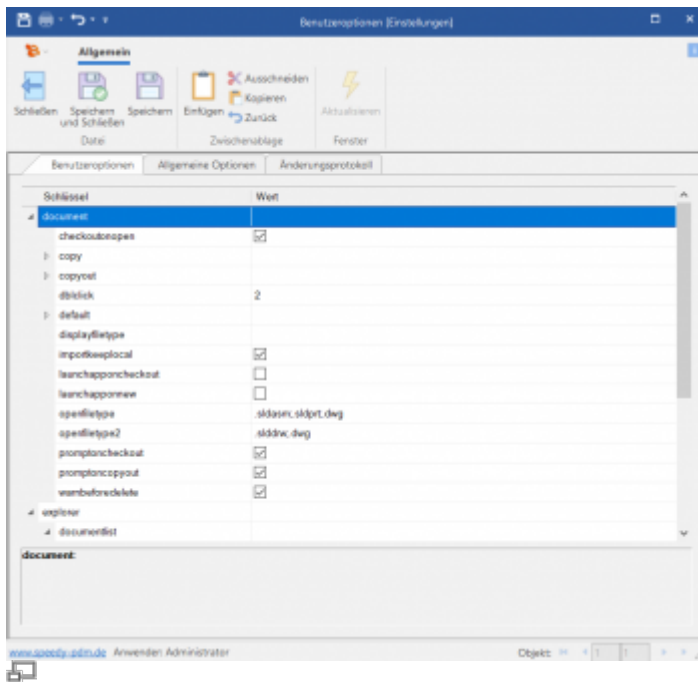 Benutzeroptionen [Einstellungen]
Allgemein
Schließen
Speichern und Schließen
Speichern
Einfügen
Ausschneiden
Kopieren
Zurück
Aktualisieren
Datei
Zwischenablage
Fenster
Benutzeroptionen
Allgemeine Optionen
Änderungsprotokoll
Schlüssel Wert
document
checkoutonopen
copy
copyout
dblclick 2
default
displayfiletype
importkeeplocal
launchapponcheckout
launchapponnew
openfiletype .sldasm;.sldprt;.dwg
openfiletype2 .slddrw;.dwg
promptoncheckout
promptoncopyout
warnbeforedelete
explorer
documentlist
document:
www.speedy-pdm.de Anwender: Administrator
Objekt: 1 1